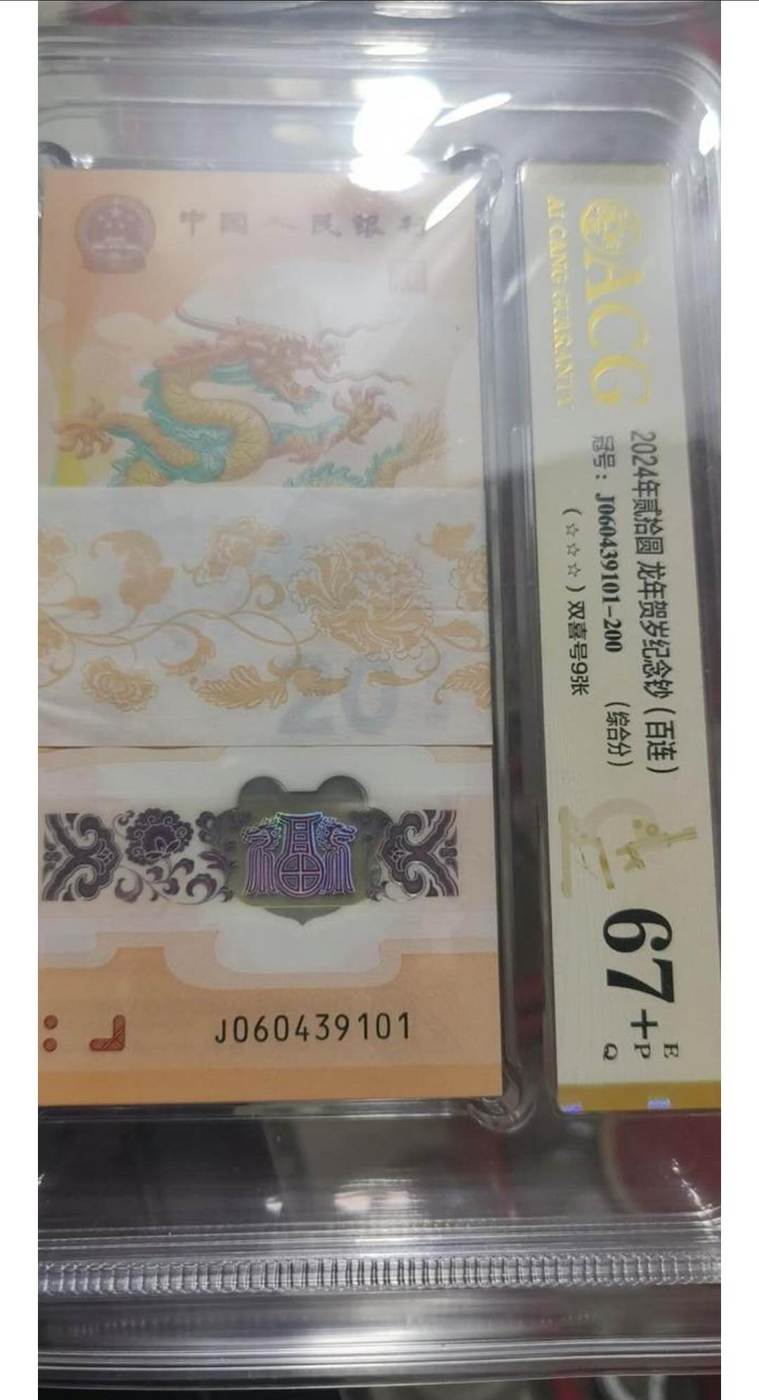 中国人民银行
20
J060439101
ACG
AI CANG GUARANTY
2024年贰拾圆 龙年贺岁纪念钞（百连）
冠号：J060439101-200 （综合分）
（☆☆☆）双喜号9张
67+
E
P
Q